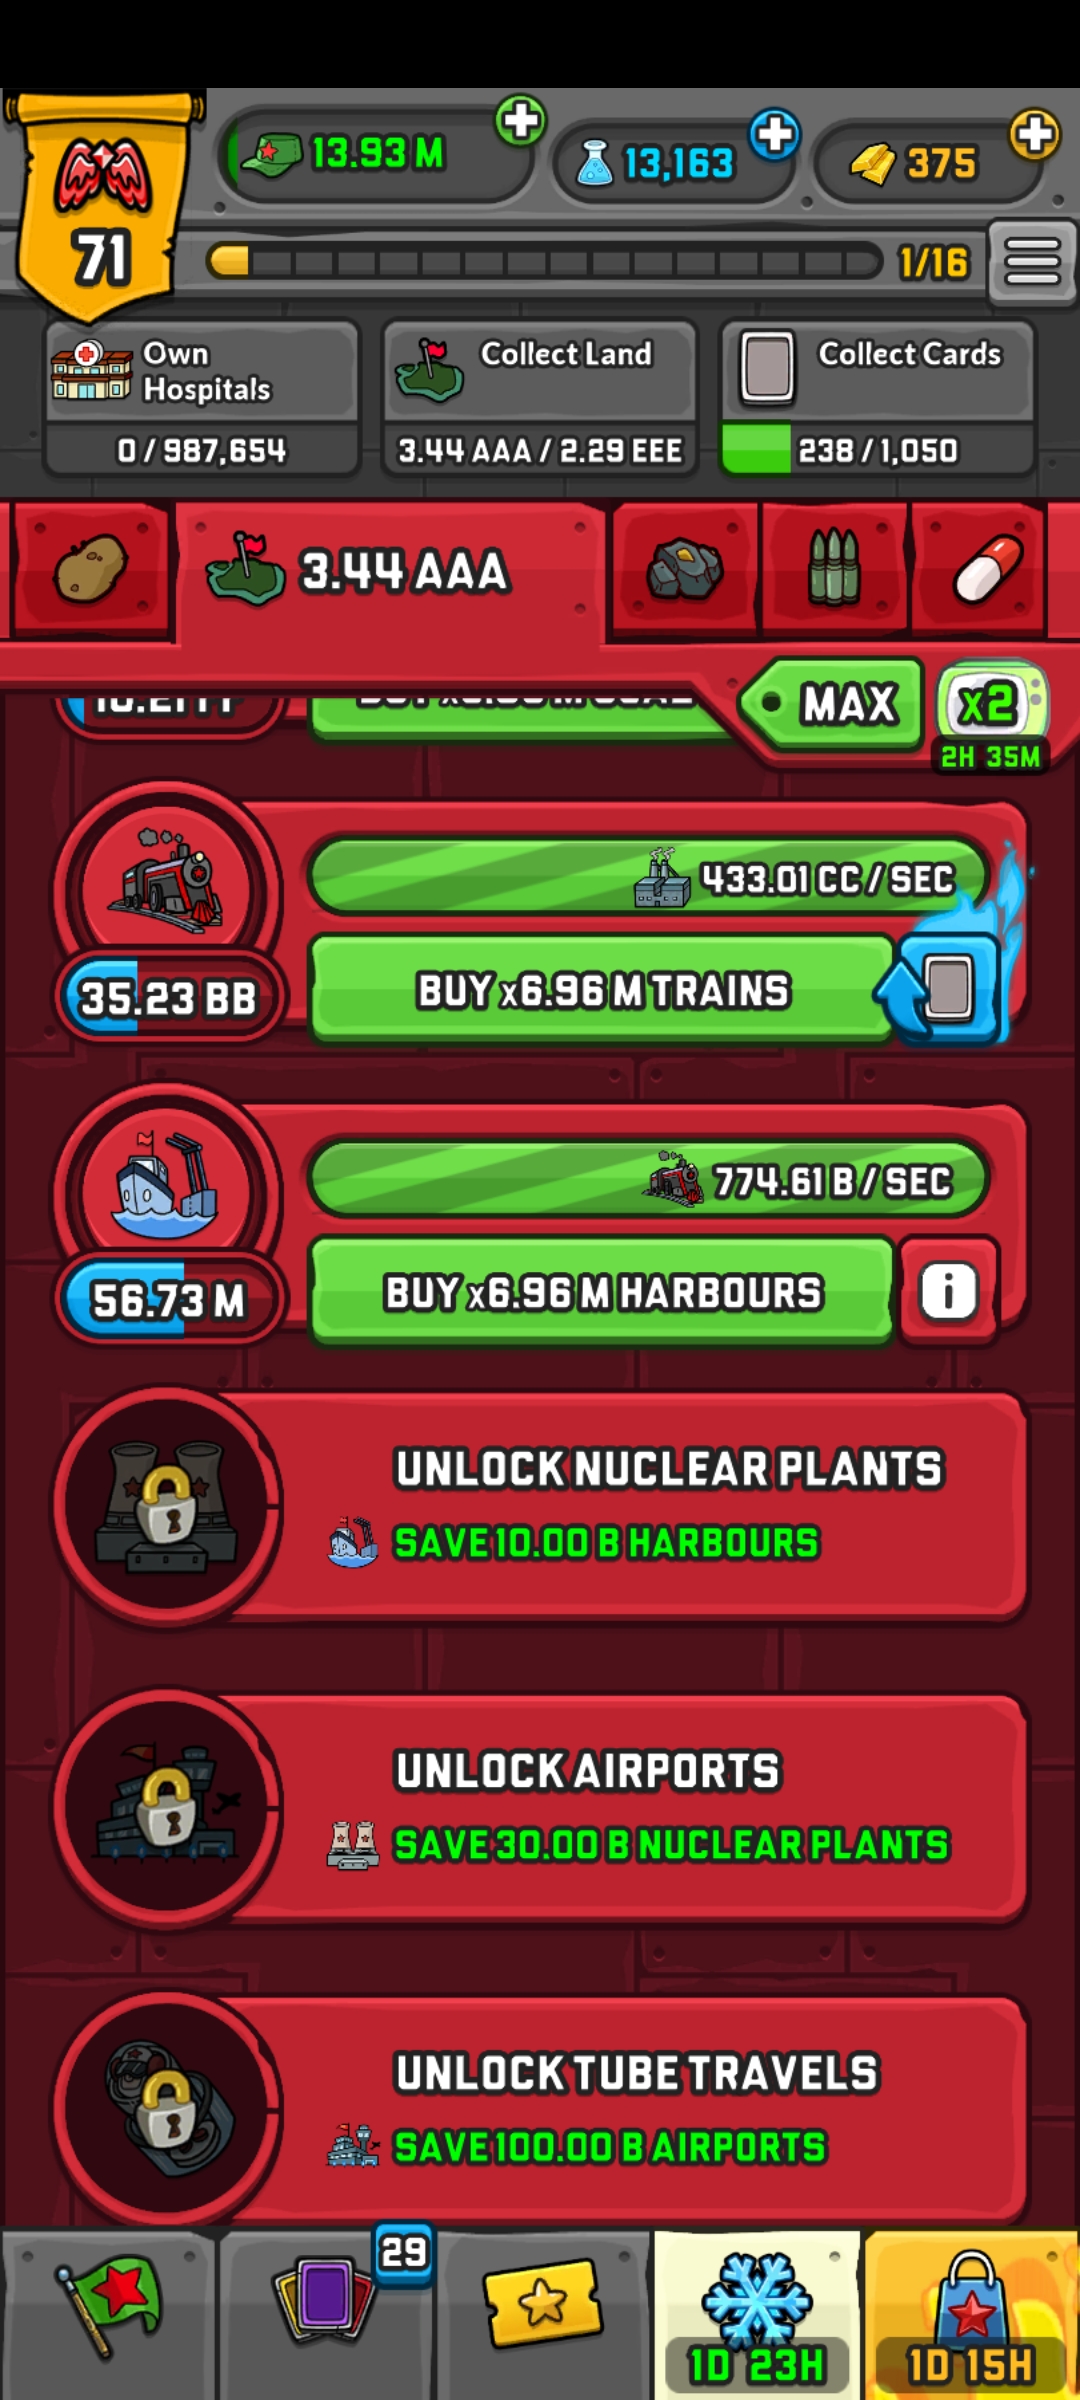 13.93 M
13,163
375
71
1/16
Own
Hospitals
0 / 987,654
Collect Land
3.44 AAA / 2.29 EEE
Collect Cards
238 / 1,050
3.44 AAA
MAX
x2
2H 35M
433.01 CC / SEC
35.23 BB
BUY x6.96 M TRAINS
774.61 B / SEC
56.73 M
BUY x6.96 M HARBOURS
i
UNLOCK NUCLEAR PLANTS
SAVE 10.00 B HARBOURS
UNLOCK AIRPORTS
SAVE 30.00 B NUCLEAR PLANTS
UNLOCK TUBE TRAVELS
SAVE 100.00 B AIRPORTS
29
1D 23H
1D 15H